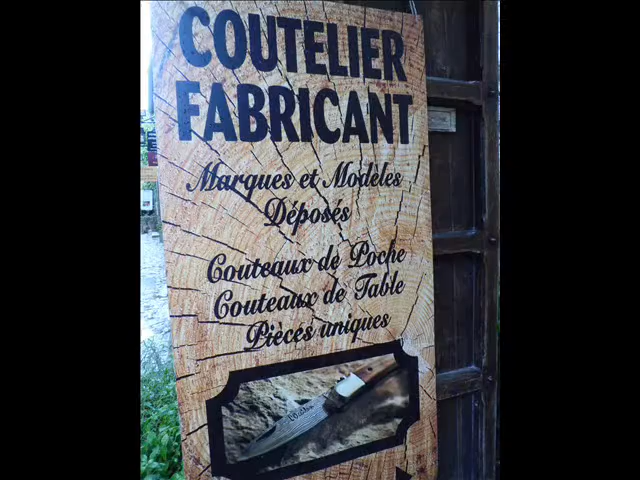 COUTELIER
FABRICANT
Marques et Modèles
Déposés
Couteaux de Poche
Couteaux de Table
Pièces uniques